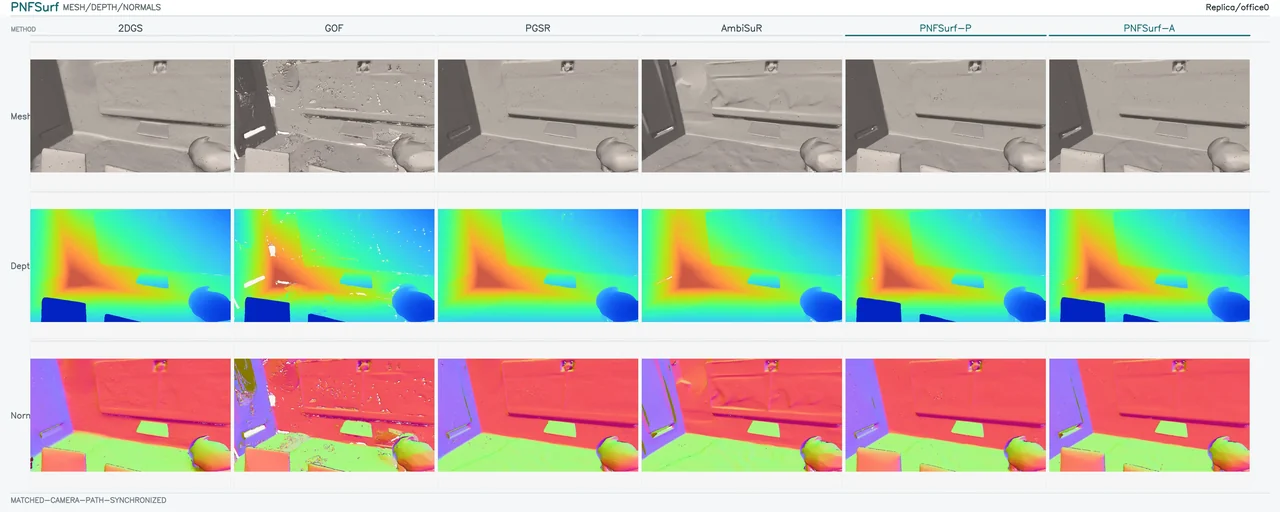 PNFSurf MESH/DEPTH/NORMALS
Replica/office0
METHOD 2DGS GOF PGSR AmbiSuR PNFSurf-P PNFSurf-A
Mesh
Dept
Norn
MATCHED-CAMERA-PATH-SYNCHRONIZED